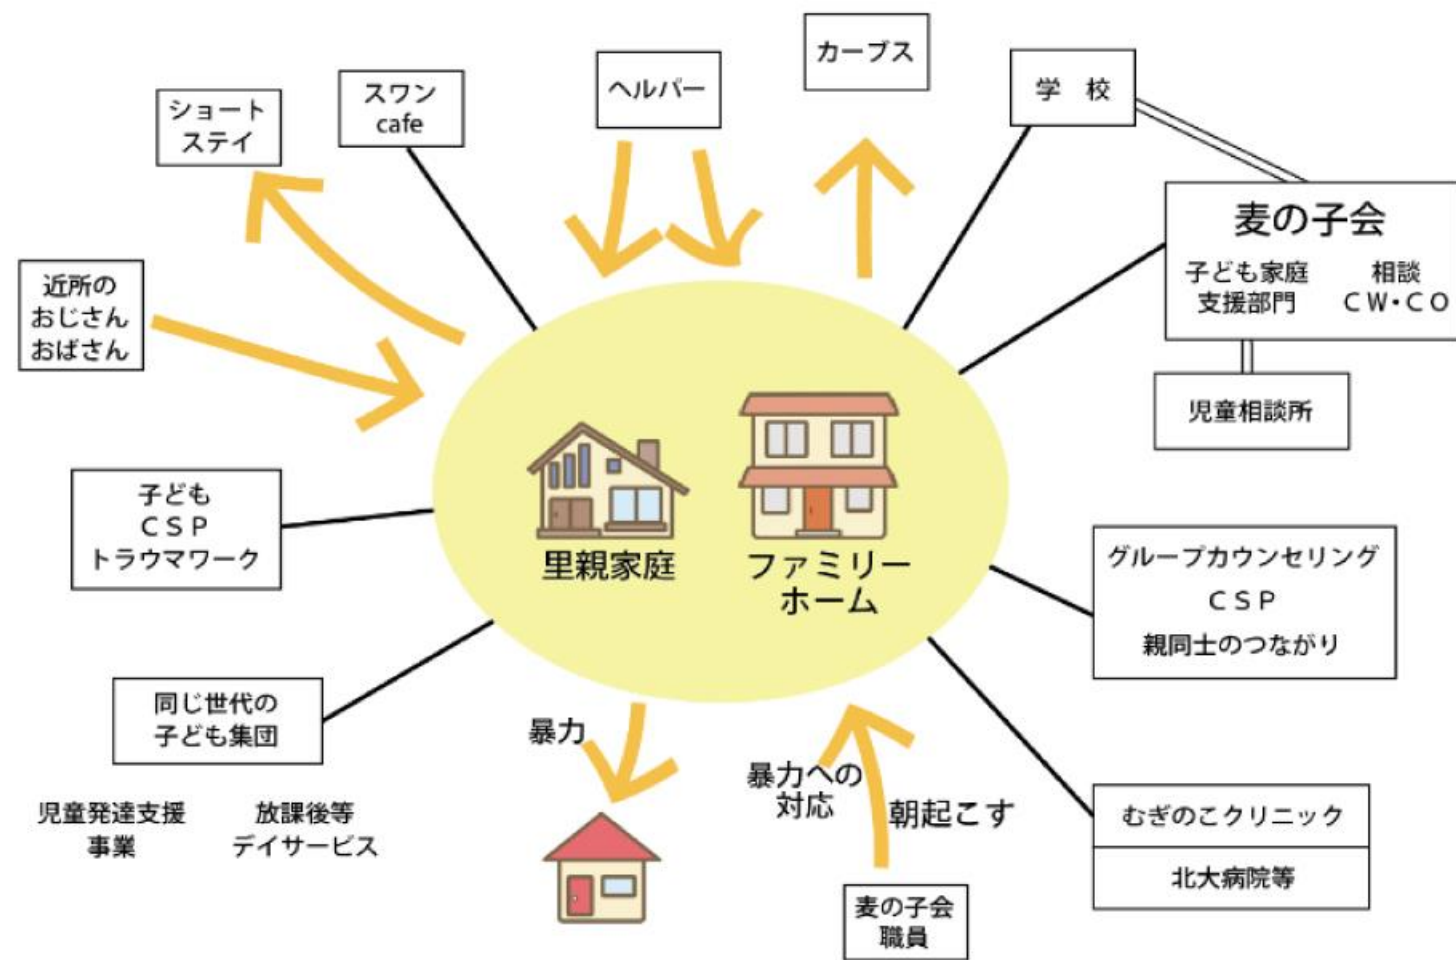 カーブス
ヘルパー
学 校
スワン
cafe
ショート
ステイ
麦の子会
子ども家庭
支援部門
相談
CW・CO
近所の
おじさん
おばさん
児童相談所
子ども
CSP
トラウマワーク
里親家庭
ファミリー
ホーム
グループカウンセリング
CSP
親同士のつながり
同じ世代の
子ども集団
児童発達支援
事業
放課後等
デイサービス
暴力
暴力への
対応
朝起こす
むぎのこクリニック
北大病院等
麦の子会
職員